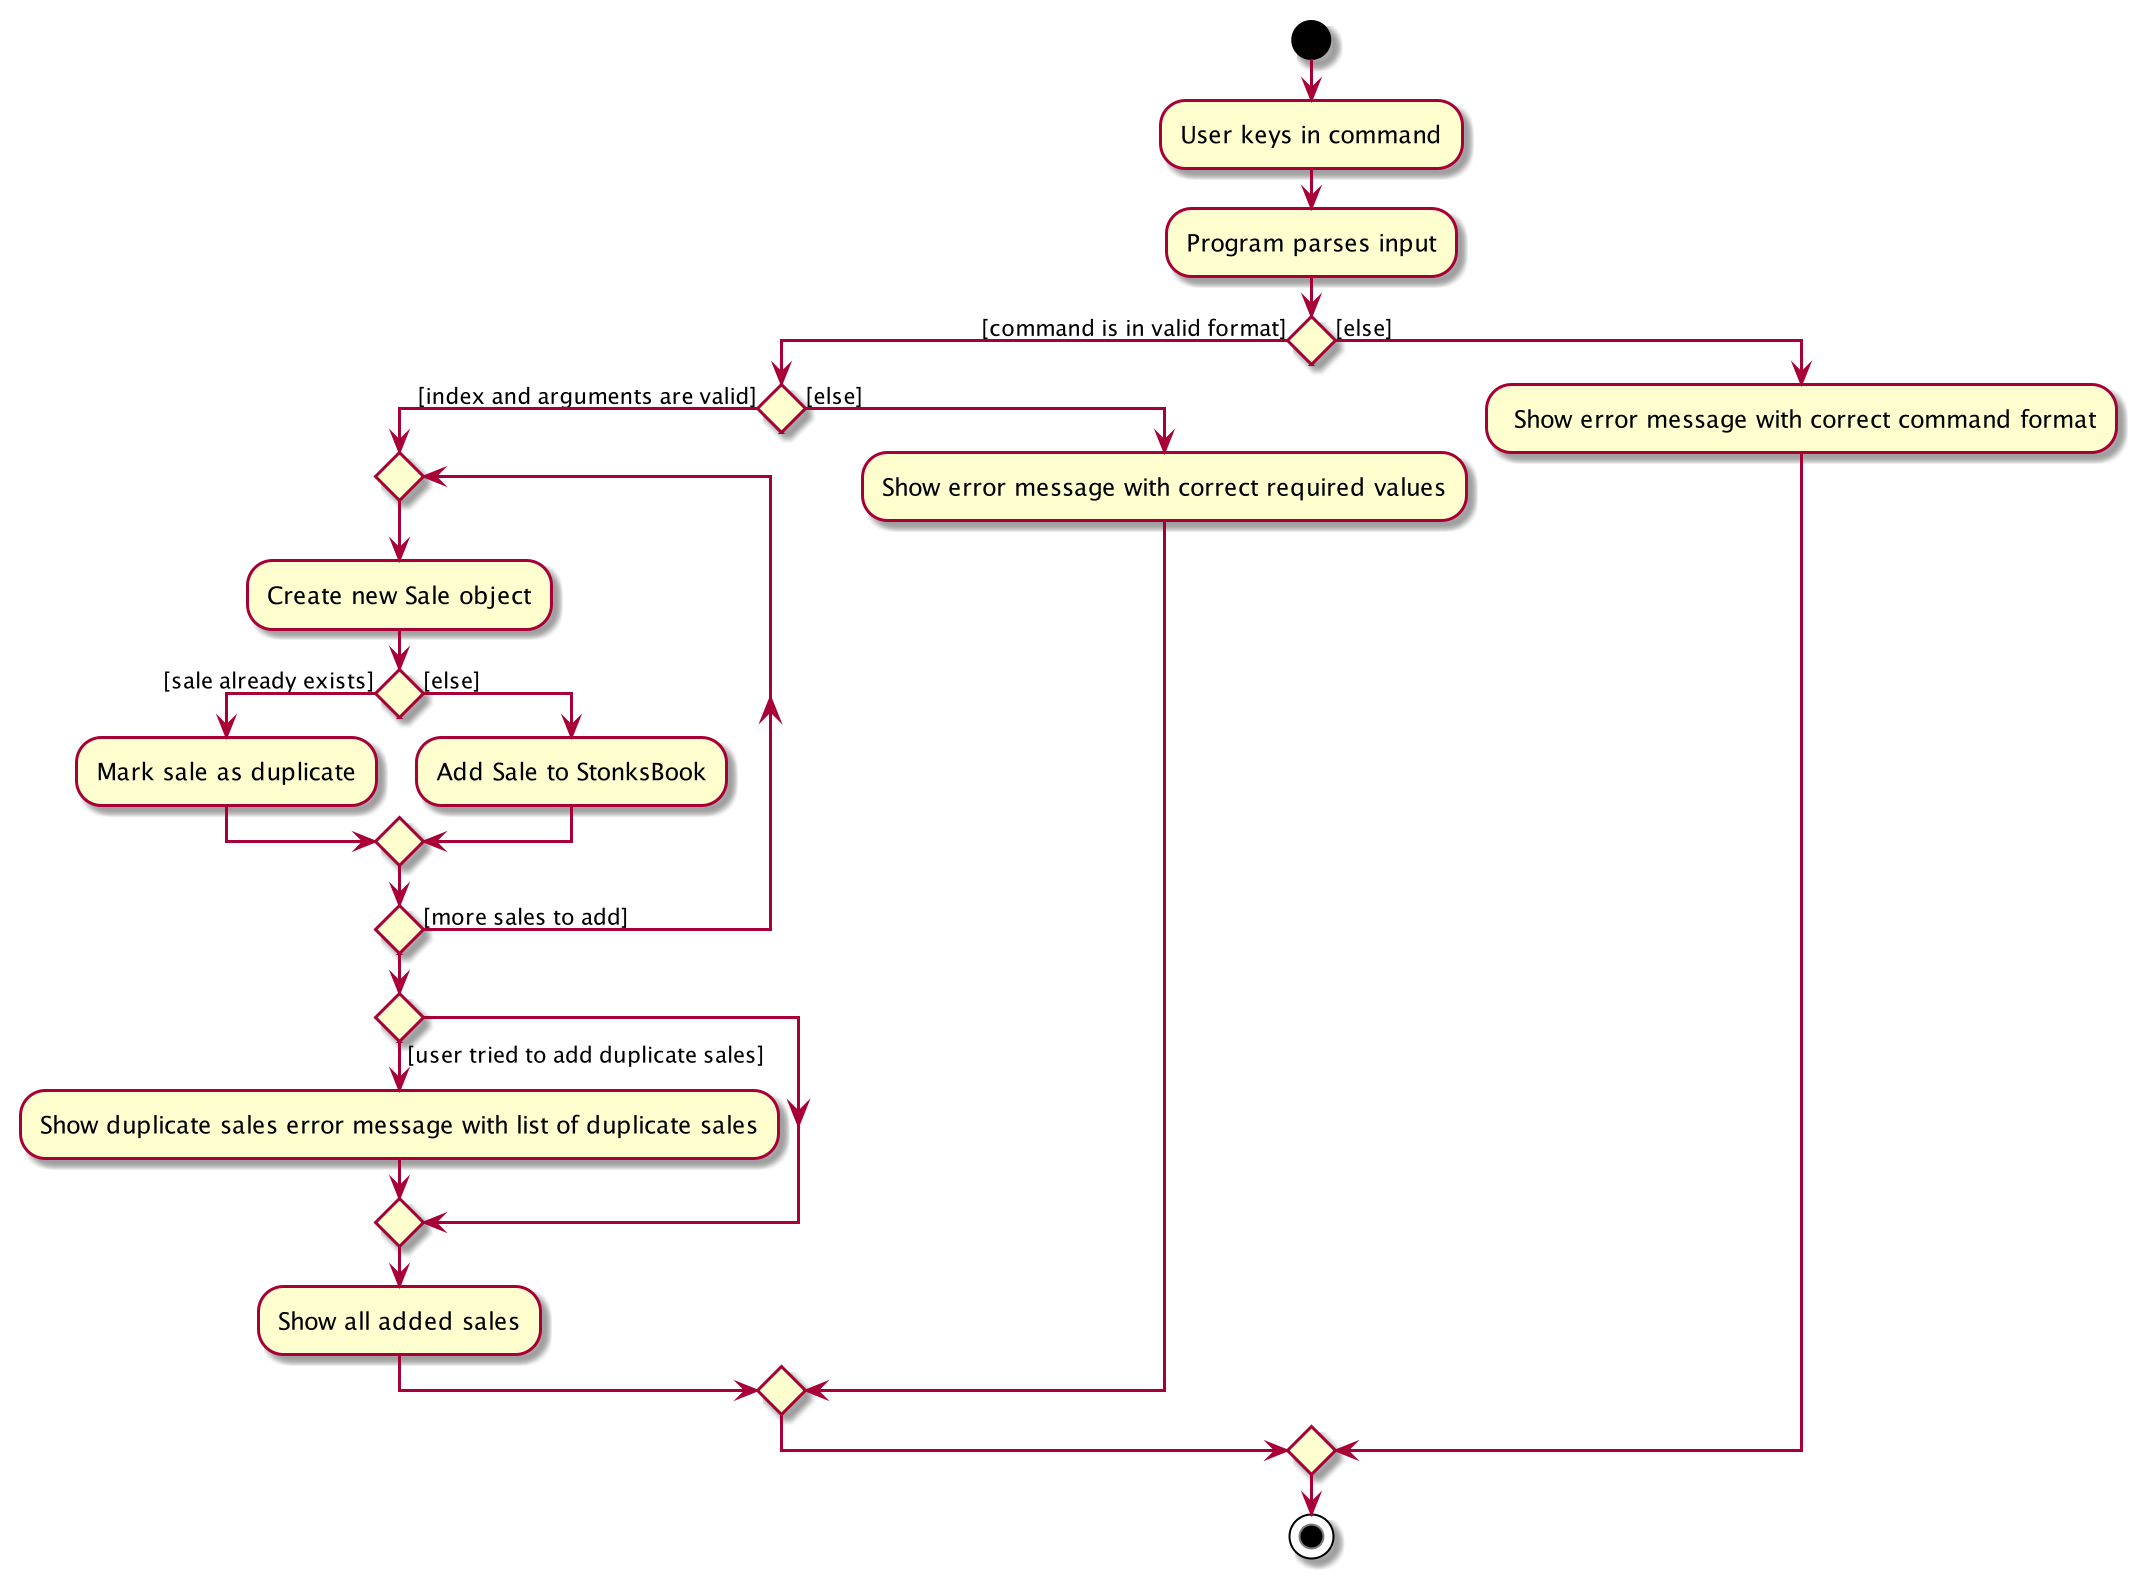 User keys in command
Program parses input
[command is in valid format]
[else]
[index and arguments are valid]
[else]
Show error message with correct command format
Show error message with correct required values
Create new Sale object
[sale already exists]
[else]
Mark sale as duplicate
Add Sale to StonksBook
[more sales to add]
[user tried to add duplicate sales]
Show duplicate sales error message with list of duplicate sales
Show all added sales